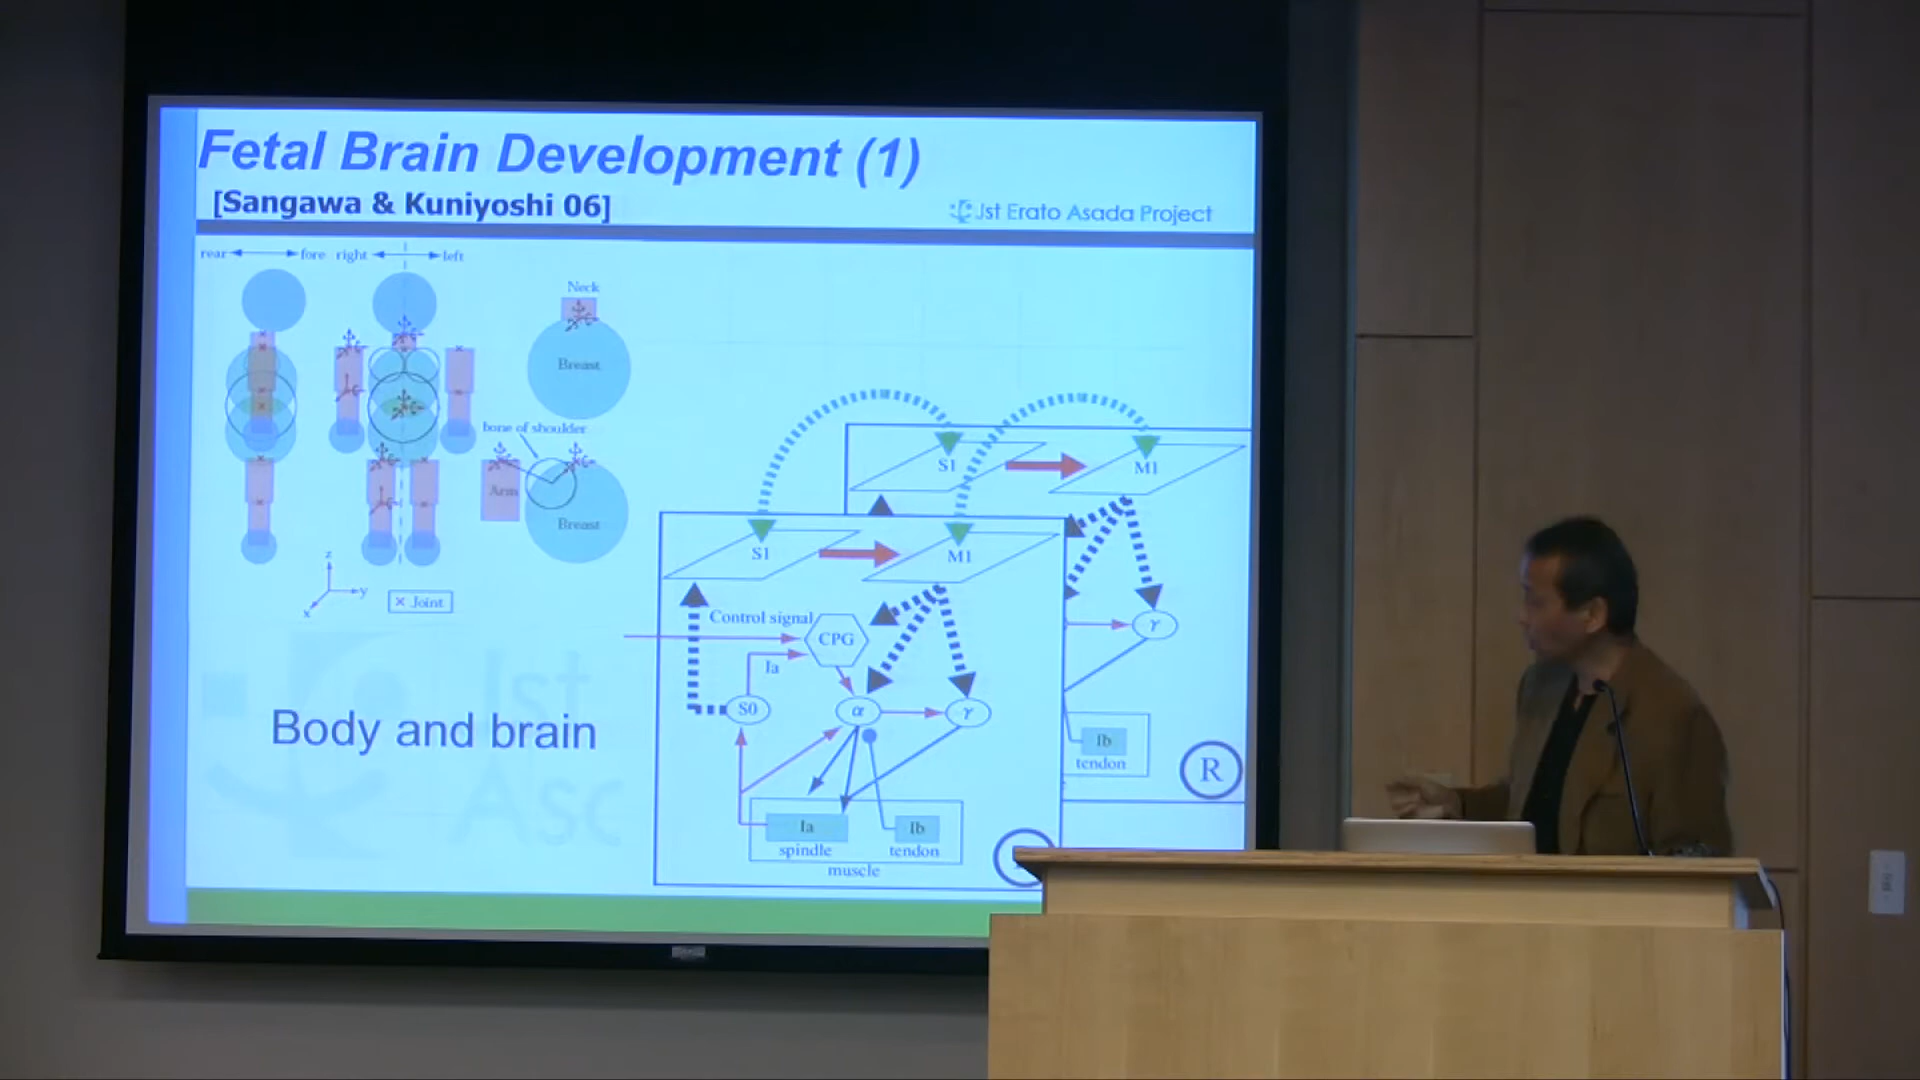 Fetal Brain Development (1)
[Sangawa & Kuniyoshi 06]
Jst Erato Asada Project
rear fore right left
Neck
Breast
bone of shoulder
Arm
Breast
z
y
x
× Joint
Body and brain
S1 M1
S1 M1
Control signal
CPG
Ia
S0 α γ
γ
Ia
spindle
Ib
tendon
muscle
Ib
tendon
R
Jst